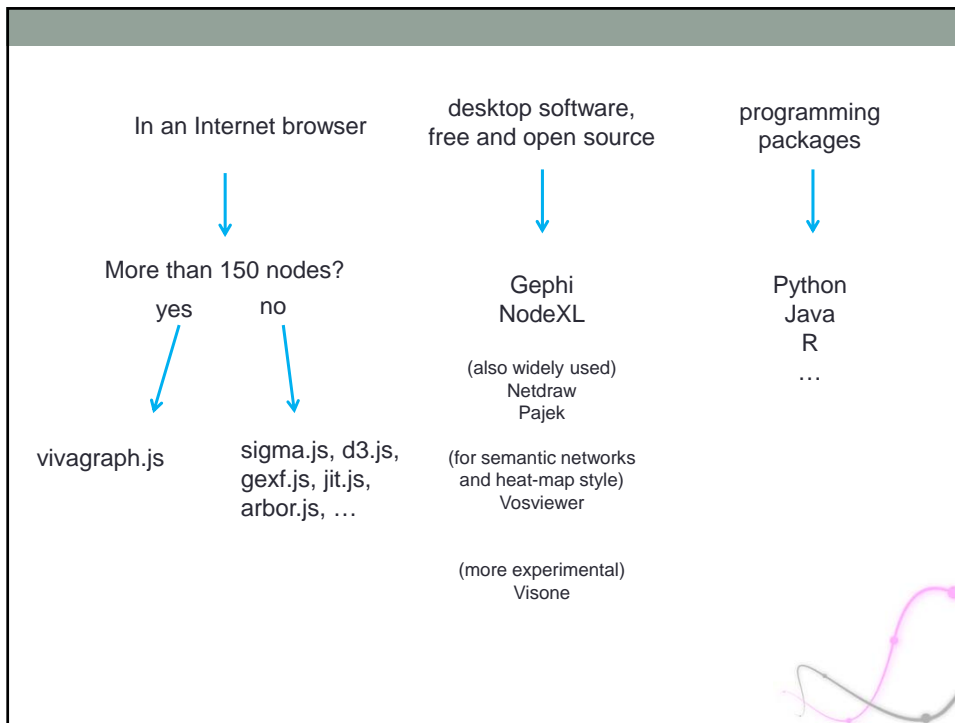 In an Internet browser
More than 150 nodes?
yes
no
vivagraph.js
sigma.js, d3.js,
gexf.js, jit.js,
arbor.js, …
desktop software,
free and open source
Gephi
NodeXL
(also widely used)
Netdraw
Pajek
(for semantic networks
and heat-map style)
Vosviewer
(more experimental)
Visone
programming
packages
Python
Java
R
…